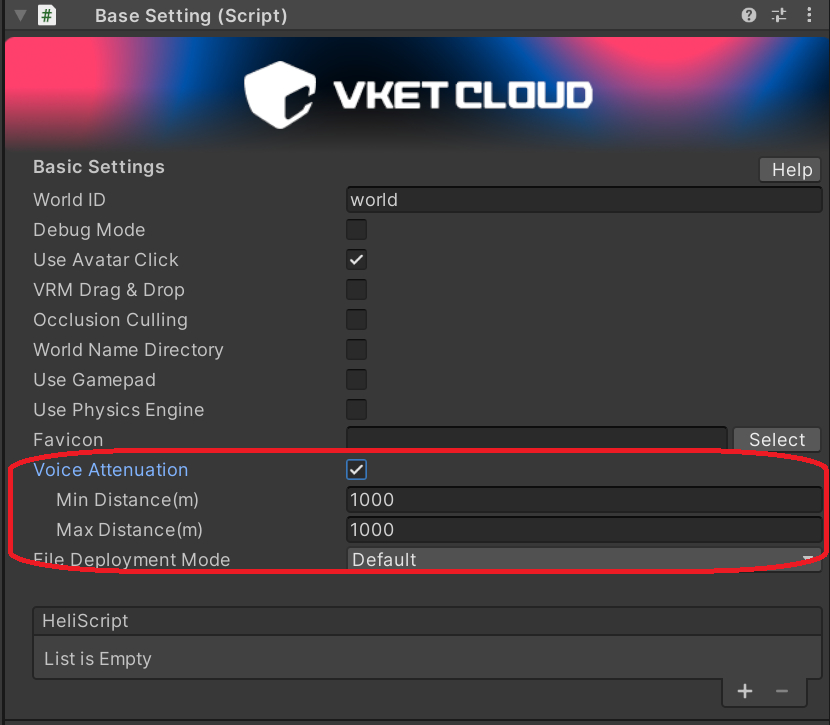 Base Setting (Script)
VKET CLOUD
Basic Settings
Help
World ID
world
Debug Mode
Use Avatar Click
VRM Drag & Drop
Occlusion Culling
World Name Directory
Use Gamepad
Use Physics Engine
Favicon
Select
Voice Attenuation
Min Distance(m)
1000
Max Distance(m)
1000
File Deployment Mode
Default
HeliScript
List is Empty